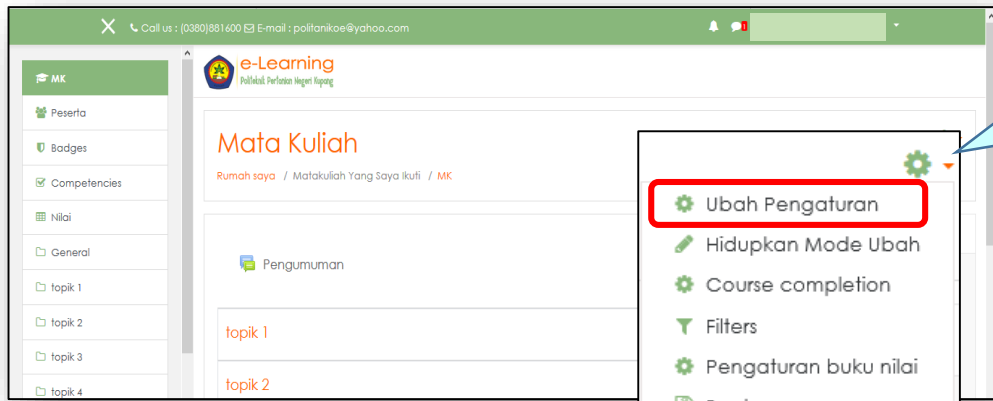 Call us : (0380)881600 E-mail : politanikoe@yahoo.com
e-Learning
Politeknik Pertanian Negeri Kupang
MK
Peserta
Badges
Competencies
Nilai
General
topik 1
topik 2
topik 3
topik 4
Mata Kuliah
Rumah saya / Matakuliah Yang Saya Ikuti / MK
Pengumuman
topik 1
topik 2
Ubah Pengaturan
Hidupkan Mode Ubah
Course completion
Filters
Pengaturan buku nilai